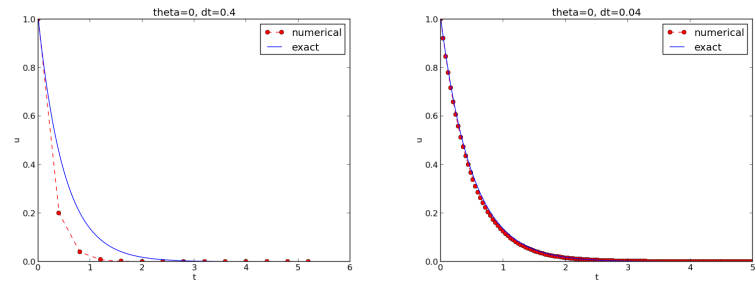 theta=0, dt=0.4
numerical
exact
1.0
0.8
0.6
0.4
0.2
0.0
u
0 1 2 3 4 5 6
t
theta=0, dt=0.04
numerical
exact
1.0
0.8
0.6
0.4
0.2
0.0
u
0 1 2 3 4 5
t